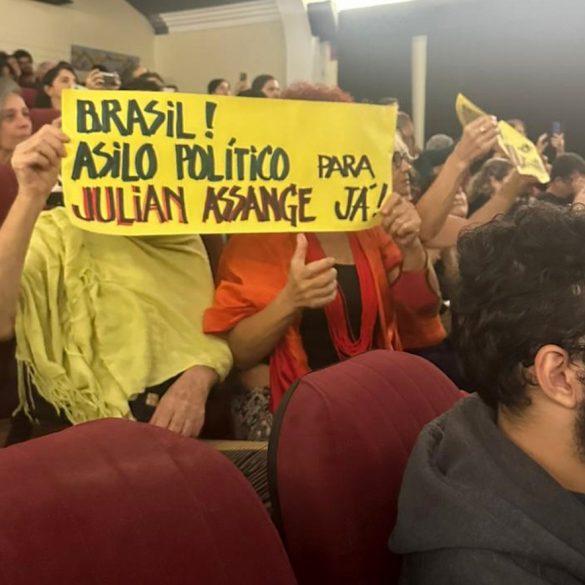 BRASIL!
ASILO POLÍTICO PARA
JULIAN ASSANGE JÁ!